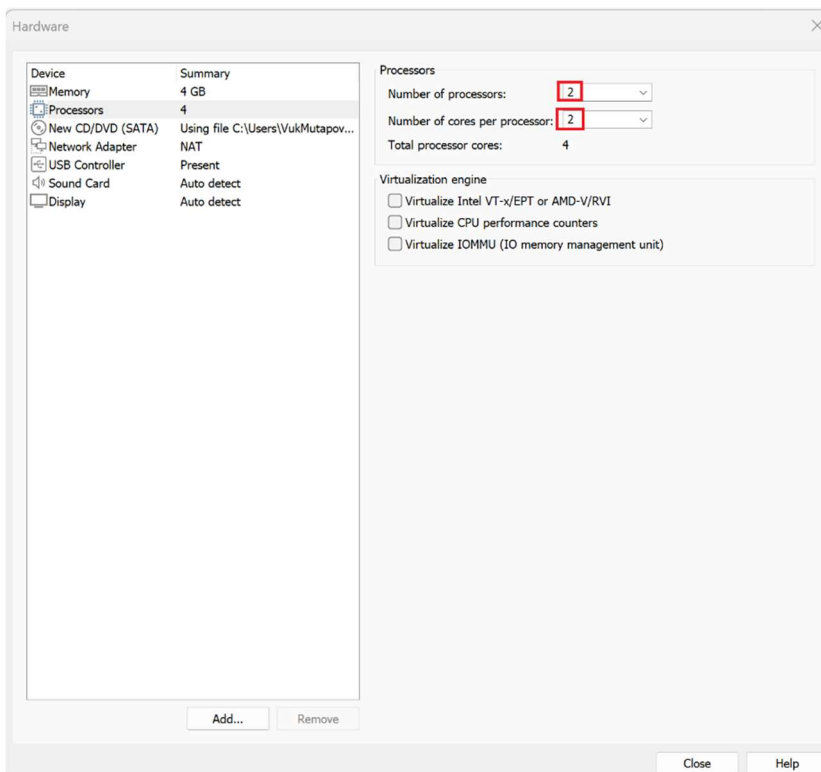 Hardware
Device Summary
Memory 4 GB
Processors 4
New CD/DVD (SATA) Using file C:\Users\VukMutapov...
Network Adapter NAT
USB Controller Present
Sound Card Auto detect
Display Auto detect
Add... Remove
Processors
Number of processors: 2
Number of cores per processor: 2
Total processor cores: 4
Virtualization engine
Virtualize Intel VT-x/EPT or AMD-V/RVI
Virtualize CPU performance counters
Virtualize IOMMU (IO memory management unit)
Close Help